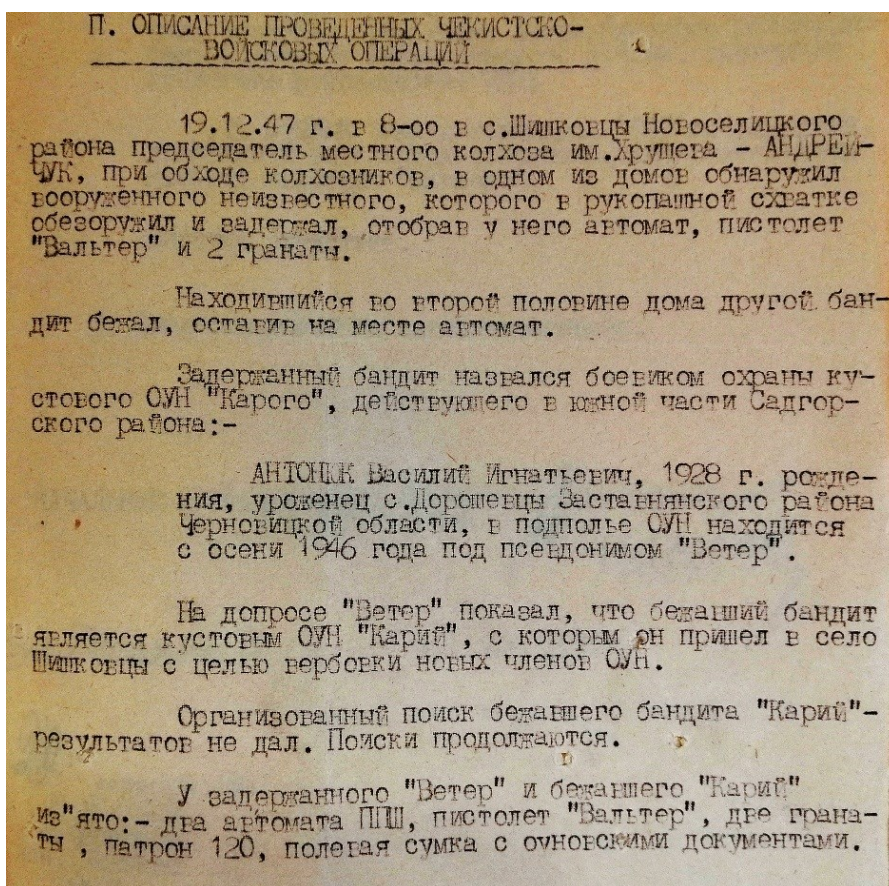 П. ОПИСАНИЕ ПРОВЕДЕННЫХ ЧЕКИСТСКО-
ВОЙСКОВЫХ ОПЕРАЦИЙ
19.12.47 г. в 8-оо в с.Шишковцы Новоселицкого
района председатель местного колхоза им.Хрущева - АНДРЕЙ-
ЧУК, при обходе колхозников, в одном из домов обнаружил
вооруженного неизвестного, которого в рукопашной схватке
обезоружил и задержал, отобрав у него автомат, пистолет
"Вальтер" и 2 гранаты.
Находившийся во второй половине дома другой бан-
дит бежал, оставив на месте автомат.
Задержанный бандит назвался боевиком охраны ку-
стового ОУН "Карого", действующего в южной части Садгор-
ского района:-
АНТОНЮК Василий Игнатьевич, 1928 г. рожде-
ния, уроженец с.Дорошевцы Заставнянского района
Черновицкой области, в подполье ОУН находится
с осени 1946 года под псевдонимом "Ветер".
На допросе "Ветер" показал, что бежавший бандит
является кустовым ОУН "Карий", с которым он пришел в село
Шишковцы с целью вербовки новых членов ОУН.
Организованный поиск бежавшего бандита "Карий"-
результатов не дал. Поиски продолжаются.
У задержанного "Ветер" и бежавшего "Карий"
из"ято:- два автомата ППШ, пистолет "Вальтер", две грана-
ты , патрон 120, полевая сумка с оуновскими документами.